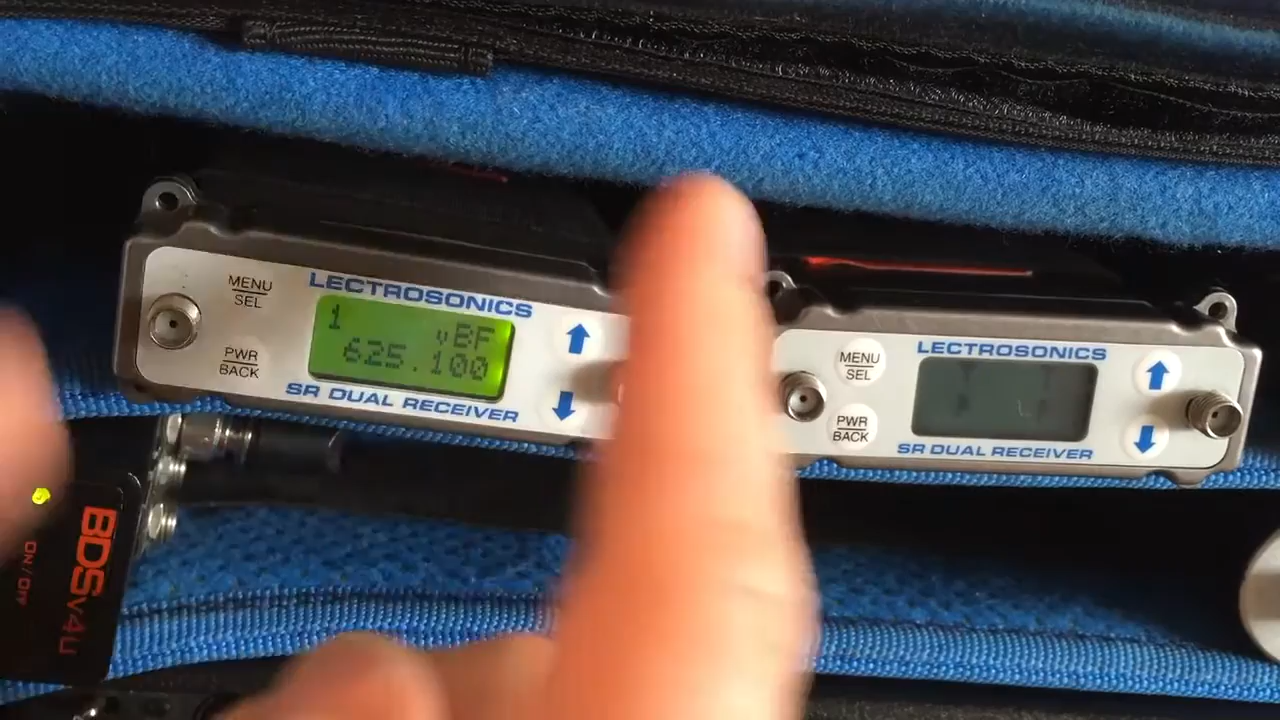 MENU
SEL
PWR
BACK
LECTROSONICS
1 vBF
625.100
SR DUAL RECEIVER
MENU
SEL
PWR
BACK
LECTROSONICS
SR DUAL RECEIVER
BDSv4U
ON / OFF